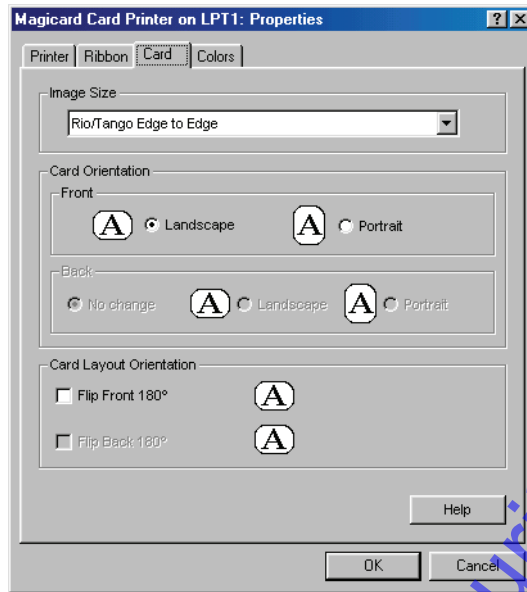 Magicard Card Printer on LPT1: Properties
Printer Ribbon Card Colors
Image Size
Rio/Tango Edge to Edge
Card Orientation
Front
A Landscape A Portrait
Back
No change A Landscape A Portrait
Card Layout Orientation
Flip Front 180° A
Flip Back 180° A
Help
OK Cancel